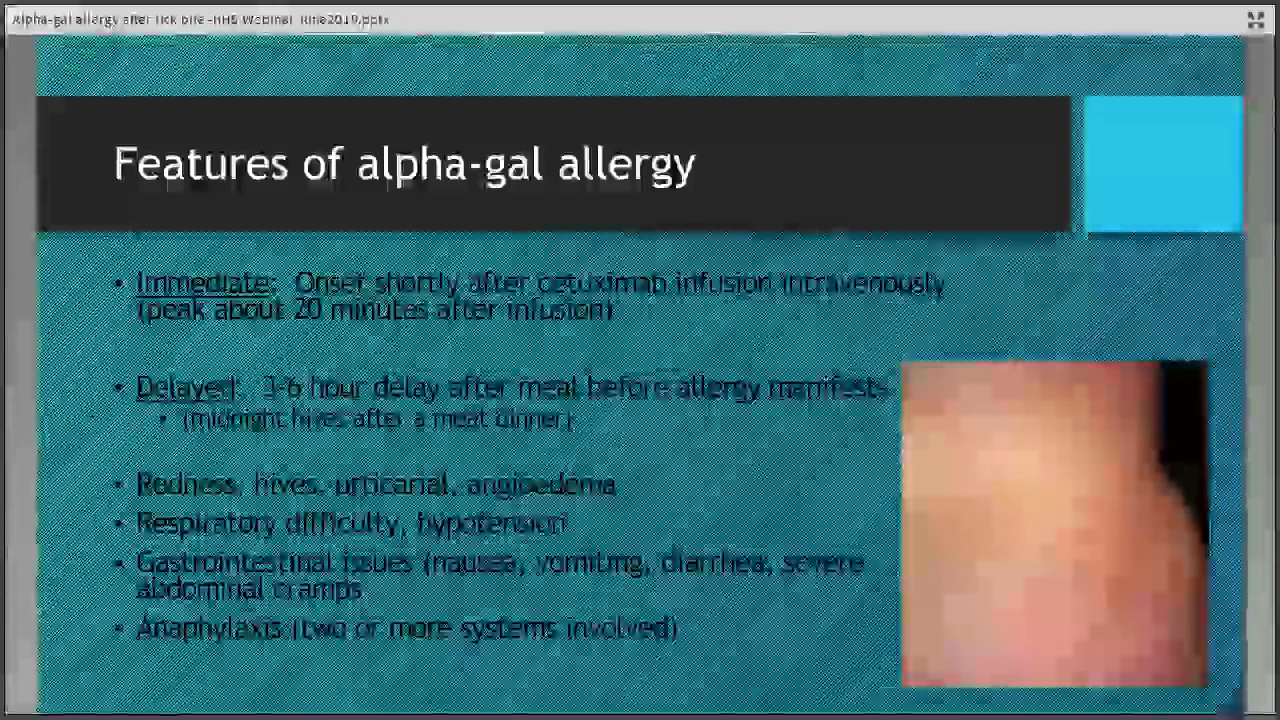 Alpha-gal allergy after tick bite -HHS Webinar 2019.pptx
Features of alpha-gal allergy
• Immediate: Onset shortly after cetuximab infusion intravenously
(peak about 20 minutes after infusion)
• Delayed: 3-6 hour delay after meal before allergy manifests
• (midnight hives after a meat dinner)
• Redness, hives, urticarial, angioedema
• Respiratory difficulty, hypotension
• Gastrointestinal issues (nausea, vomiting, diarrhea, severe
abdominal cramps
• Anaphylaxis (two or more systems involved)